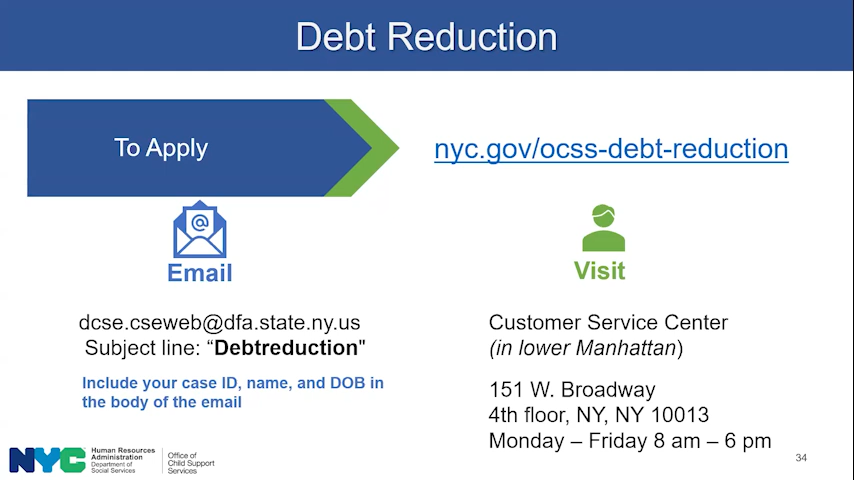 Debt Reduction
To Apply
nyc.gov/ocss-debt-reduction
@
Email
dcse.cseweb@dfa.state.ny.us
Subject line: “Debtreduction"
Include your case ID, name, and DOB in
the body of the email
Visit
Customer Service Center
(in lower Manhattan)
151 W. Broadway
4th floor, NY, NY 10013
Monday – Friday 8 am – 6 pm
NYC
Human Resources
Administration
Department of
Social Services
Office of
Child Support
Services
34